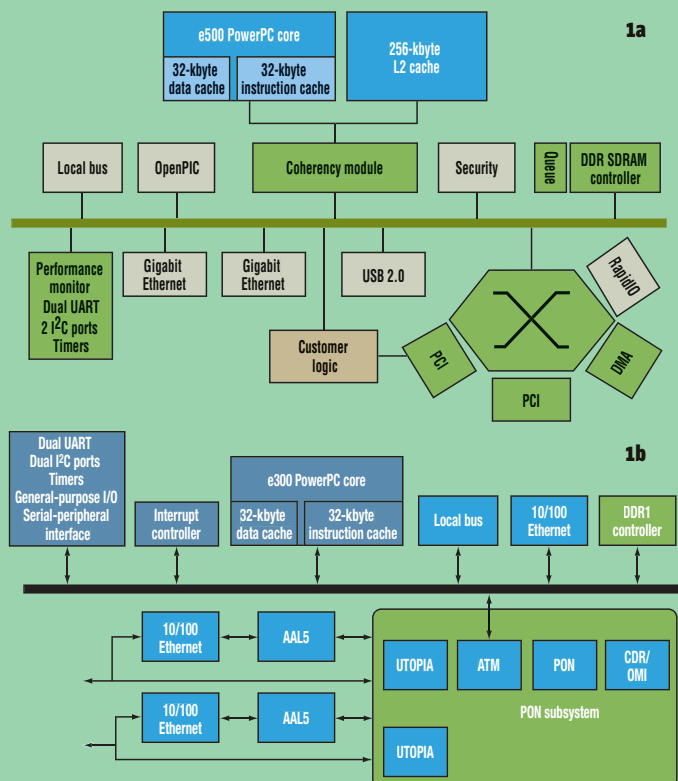 1a
e500 PowerPC core
32-kbyte
data cache
32-kbyte
instruction cache
256-kbyte
L2 cache
Local bus
OpenPIC
Coherency module
Security
Queue
DDR SDRAM
controller
Performance
monitor
Dual UART
2 I²C ports
Timers
Gigabit
Ethernet
Gigabit
Ethernet
USB 2.0
Customer
logic
PCI
PCI
DMA
RapidIO
1b
Dual UART
Dual I²C ports
Timers
General-purpose I/O
Serial-peripheral
interface
Interrupt
controller
e300 PowerPC core
32-kbyte
data cache
32-kbyte
instruction cache
Local bus
10/100
Ethernet
DDR1
controller
10/100
Ethernet
AAL5
UTOPIA
ATM
PON
CDR/
OMI
PON subsystem
10/100
Ethernet
AAL5
UTOPIA